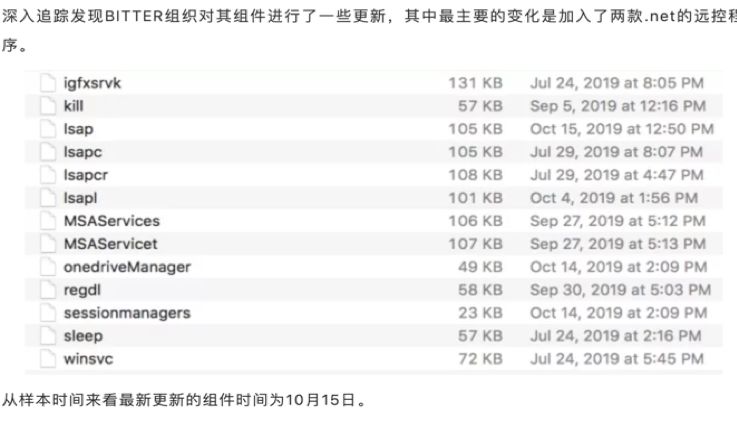 深入追踪发现BITTER组织对其组件进行了一些更新，其中最主要的变化是加入了两款.net的远控程
序。
igfxsrvk 131 KB Jul 24, 2019 at 8:05 PM
kill 57 KB Sep 5, 2019 at 12:16 PM
lsap 105 KB Oct 15, 2019 at 12:50 PM
lsapc 105 KB Jul 29, 2019 at 8:07 PM
lsapcr 108 KB Jul 29, 2019 at 4:47 PM
lsapl 101 KB Oct 4, 2019 at 1:56 PM
MSAServices 106 KB Sep 27, 2019 at 5:12 PM
MSAServicet 107 KB Sep 27, 2019 at 5:13 PM
onedriveManager 49 KB Oct 14, 2019 at 2:09 PM
regdl 58 KB Sep 30, 2019 at 5:03 PM
sessionmanagers 23 KB Oct 14, 2019 at 2:09 PM
sleep 57 KB Jul 24, 2019 at 2:16 PM
winsvc 72 KB Jul 24, 2019 at 5:45 PM
从样本时间来看最新更新的组件时间为10月15日。